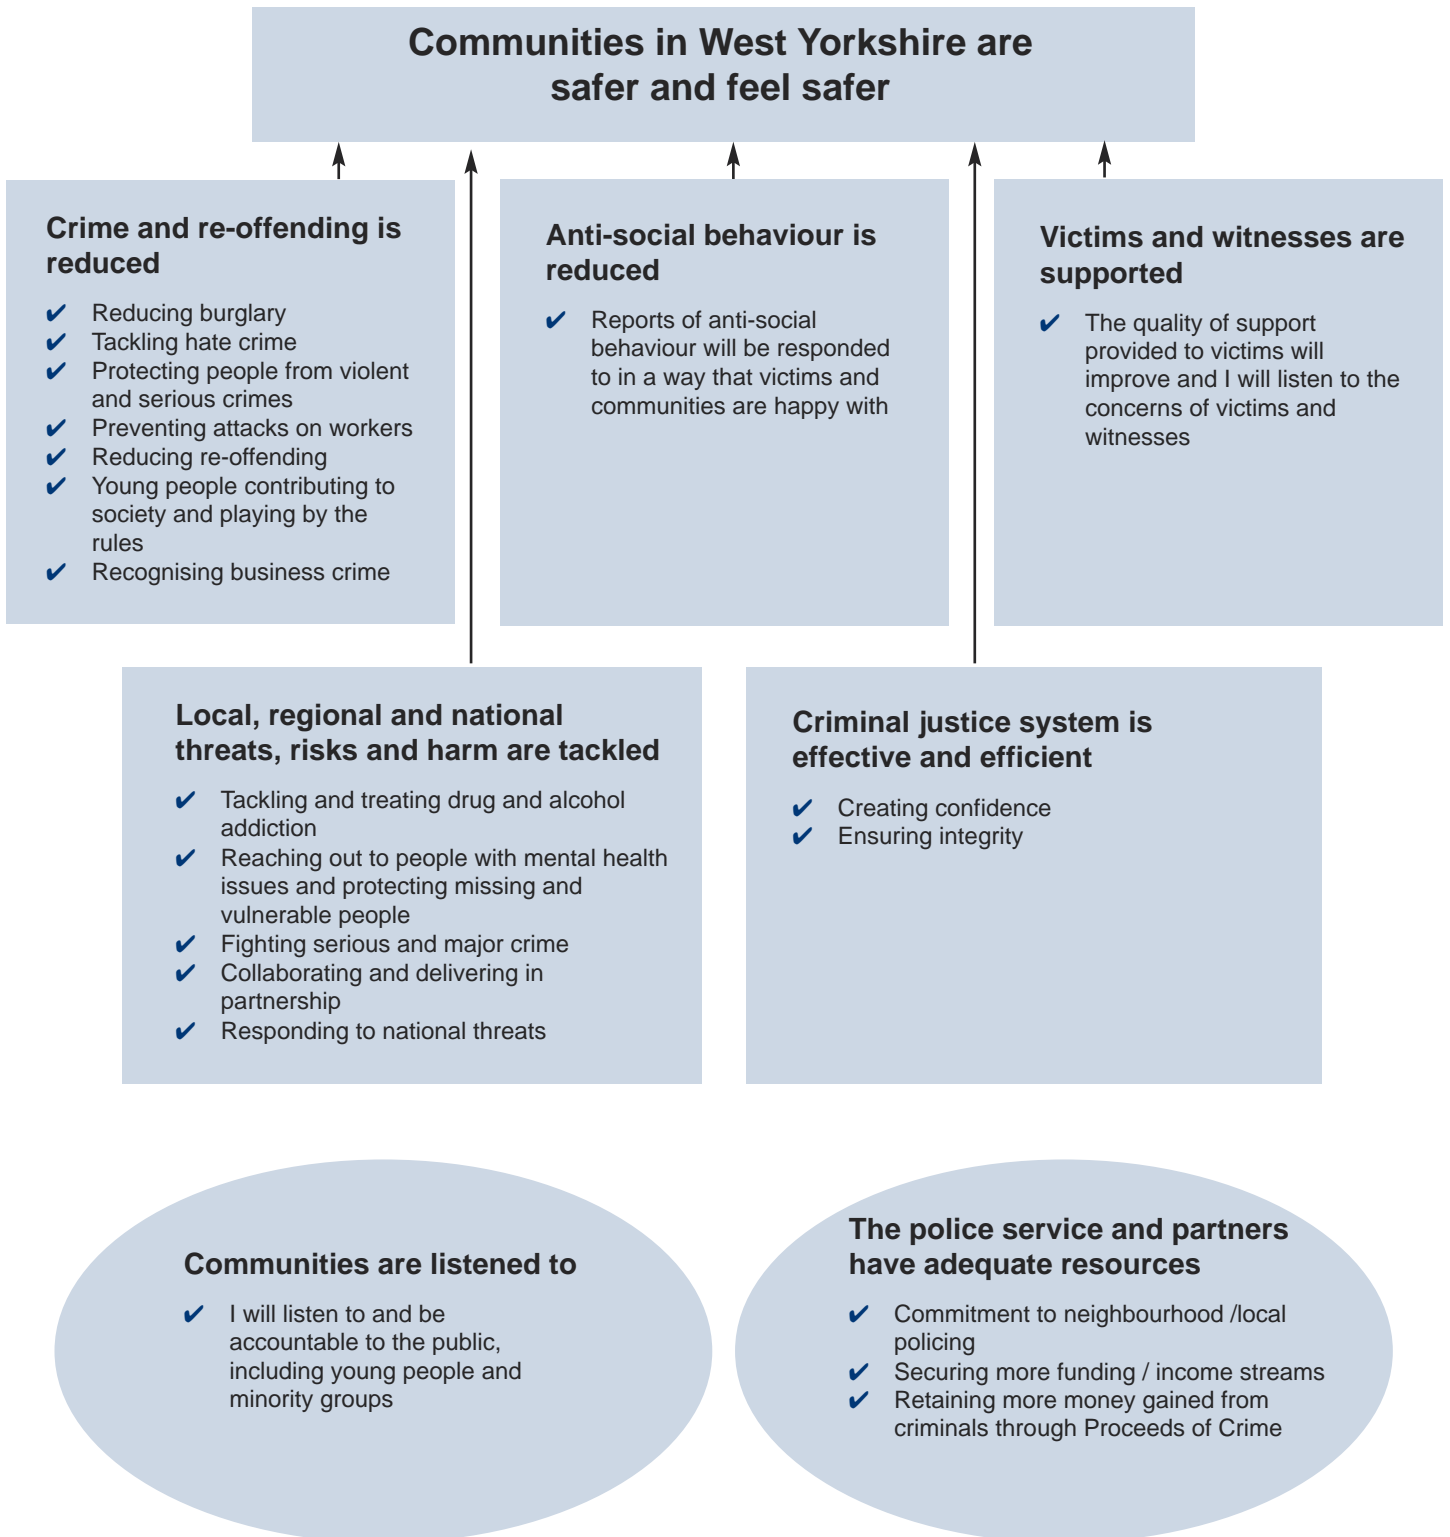 Communities in West Yorkshire are
safer and feel safer
Crime and re-offending is
reduced
✔ Reducing burglary
✔ Tackling hate crime
✔ Protecting people from violent
and serious crimes
✔ Preventing attacks on workers
✔ Reducing re-offending
✔ Young people contributing to
society and playing by the
rules
✔ Recognising business crime
Anti-social behaviour is
reduced
✔ Reports of anti-social
behaviour will be responded
to in a way that victims and
communities are happy with
Victims and witnesses are
supported
✔ The quality of support
provided to victims will
improve and I will listen to the
concerns of victims and
witnesses
Local, regional and national
threats, risks and harm are tackled
✔ Tackling and treating drug and alcohol
addiction
✔ Reaching out to people with mental health
issues and protecting missing and
vulnerable people
✔ Fighting serious and major crime
✔ Collaborating and delivering in
partnership
✔ Responding to national threats
Criminal justice system is
effective and efficient
✔ Creating confidence
✔ Ensuring integrity
Communities are listened to
✔ I will listen to and be
accountable to the public,
including young people and
minority groups
The police service and partners
have adequate resources
✔ Commitment to neighbourhood /local
policing
✔ Securing more funding / income streams
✔ Retaining more money gained from
criminals through Proceeds of Crime